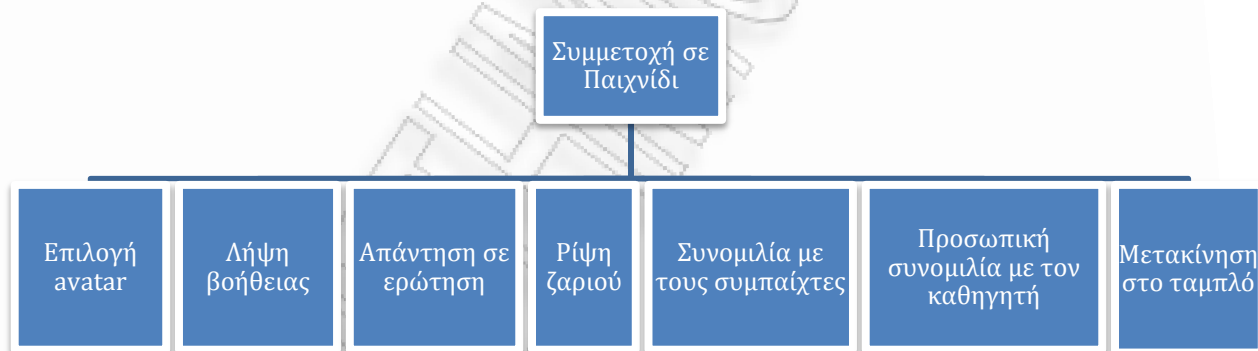 Συμμετοχή σε
Παιχνίδι
Επιλογή
avatar
Λήψη
βοήθειας
Απάντηση σε
ερώτηση
Ρίψη
ζαριού
Συνομιλία με
τους συμπαίχτες
Προσωπική
συνομιλία με τον
καθηγητή
Μετακίνηση
στο ταμπλό